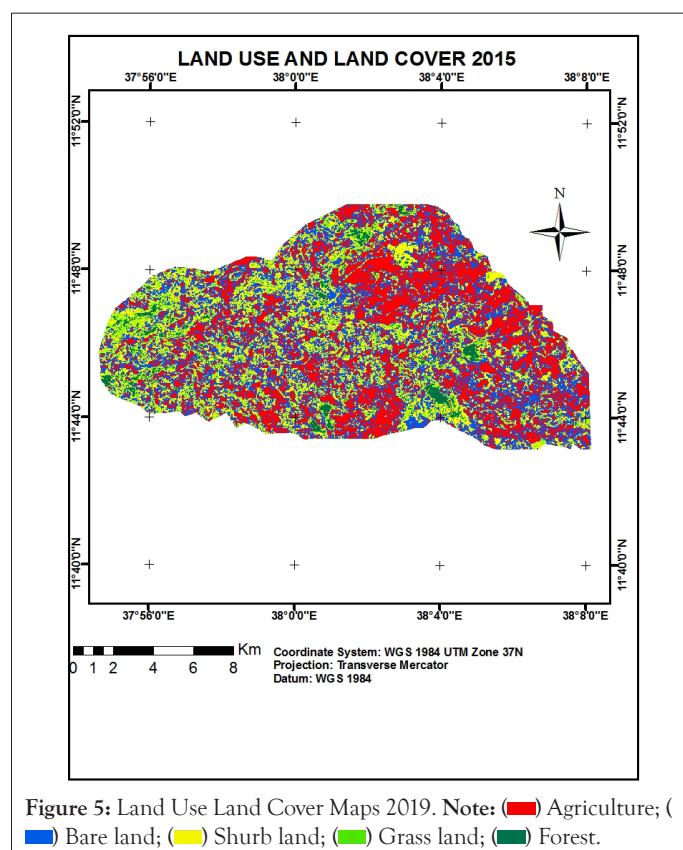 LAND USE AND LAND COVER 2015
37°56'0"E 38°0'0"E 38°4'0"E 38°8'0"E
11°52'0"N 11°52'0"N
N
11°48'0"N 11°48'0"N
11°44'0"N 11°44'0"N
11°40'0"N 11°40'0"N
37°56'0"E 38°0'0"E 38°4'0"E 38°8'0"E
Km
0 1 2 4 6 8
Coordinate System: WGS 1984 UTM Zone 37N
Projection: Transverse Mercator
Datum: WGS 1984
Figure 5: Land Use Land Cover Maps 2019. Note: ( ) Agriculture; (
) Bare land; ( ) Shurb land; ( ) Grass land; ( ) Forest.